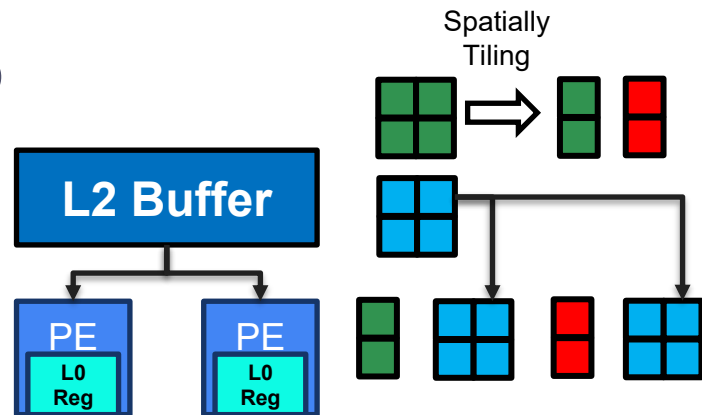 Spatially
Tiling
)
L2 Buffer
PE
PE
L0
Reg
L0
Reg